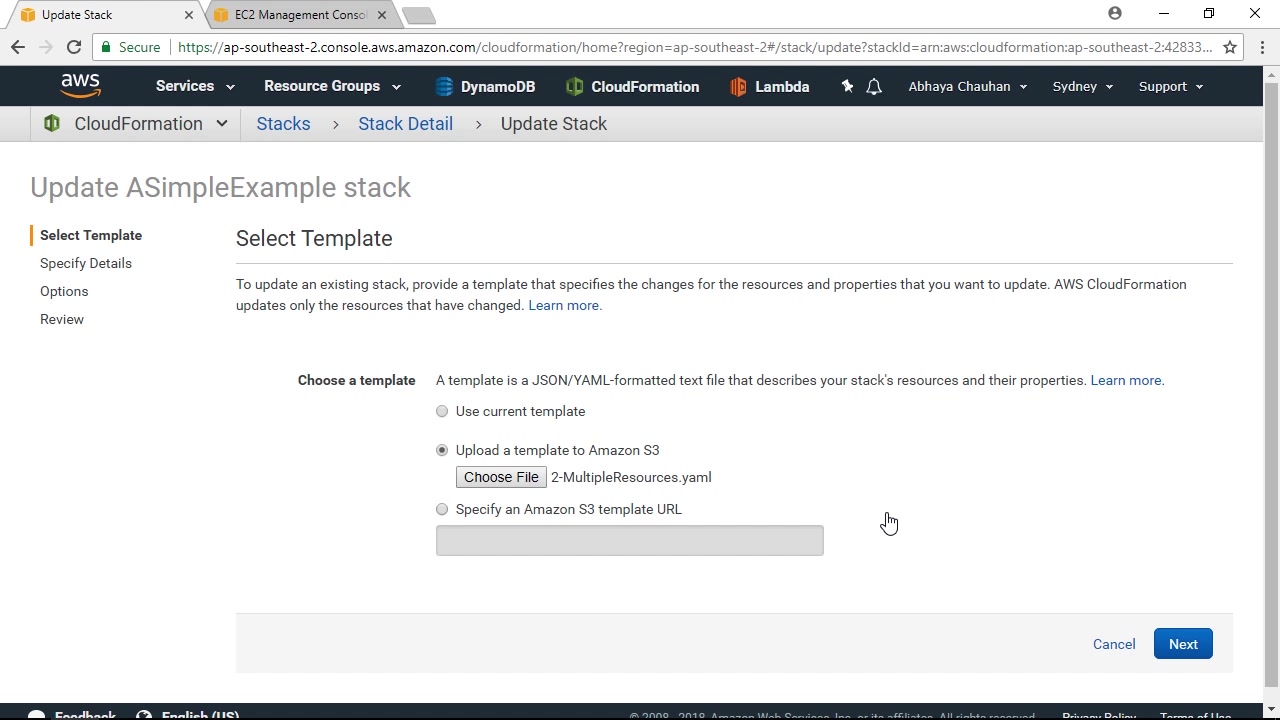 Update Stack
EC2 Management Consol
Secure
https://ap-southeast-2.console.aws.amazon.com/cloudformation/home?region=ap-southeast-2#/stack/update?stackId=arn:aws:cloudformation:ap-southeast-2:42833...
aws Services Resource Groups DynamoDB CloudFormation Lambda Abhaya Chauhan Sydney Support
CloudFormation Stacks › Stack Detail › Update Stack
Update ASimpleExample stack
Select Template
Specify Details
Options
Review
Select Template
To update an existing stack, provide a template that specifies the changes for the resources and properties that you want to update. AWS CloudFormation
updates only the resources that have changed. Learn more.
Choose a template A template is a JSON/YAML-formatted text file that describes your stack's resources and their properties. Learn more.
Use current template
Upload a template to Amazon S3
Choose File 2-MultipleResources.yaml
Specify an Amazon S3 template URL
Cancel Next
Feedback English (US) © 2008 - 2018, Amazon Web Services, Inc. or its affiliates. All rights reserved. Privacy Policy Terms of Use